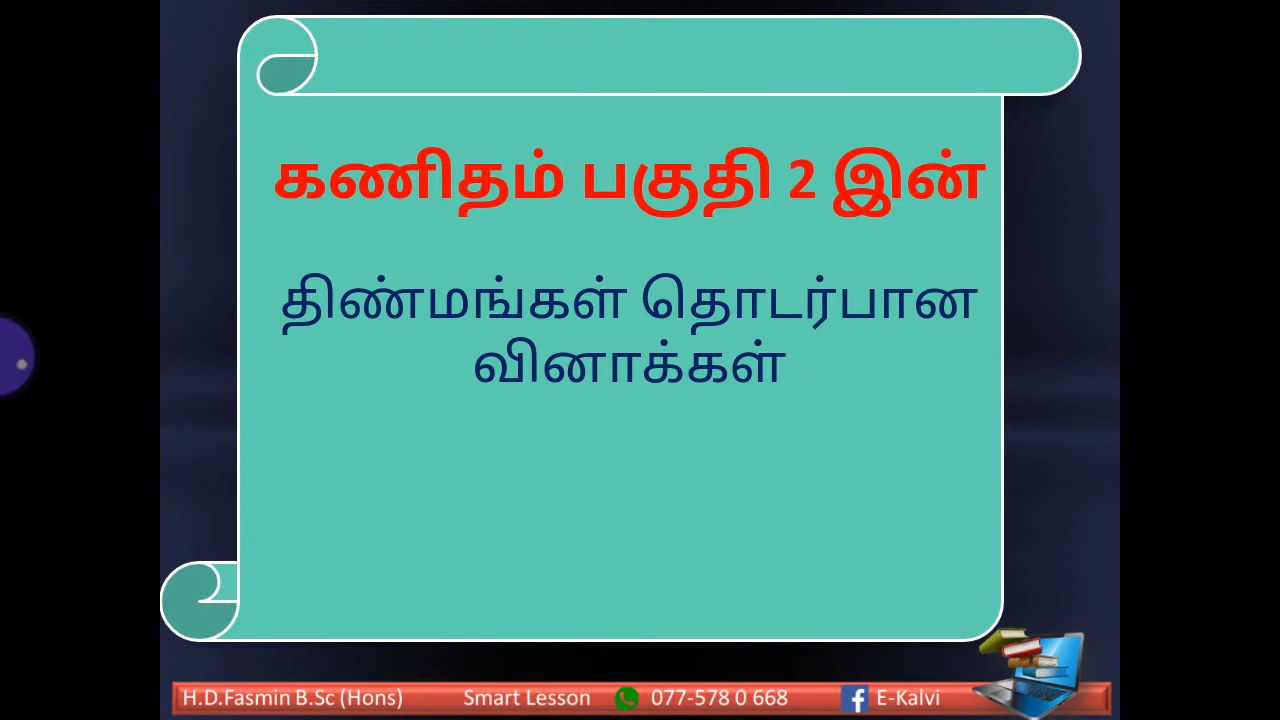 கணிதம் பகுதி 2 இன்
திண்மங்கள் தொடர்பான
வினாக்கள்
H.D.Fasmin B.Sc (Hons) Smart Lesson 077-578 0 668 E-Kalvi